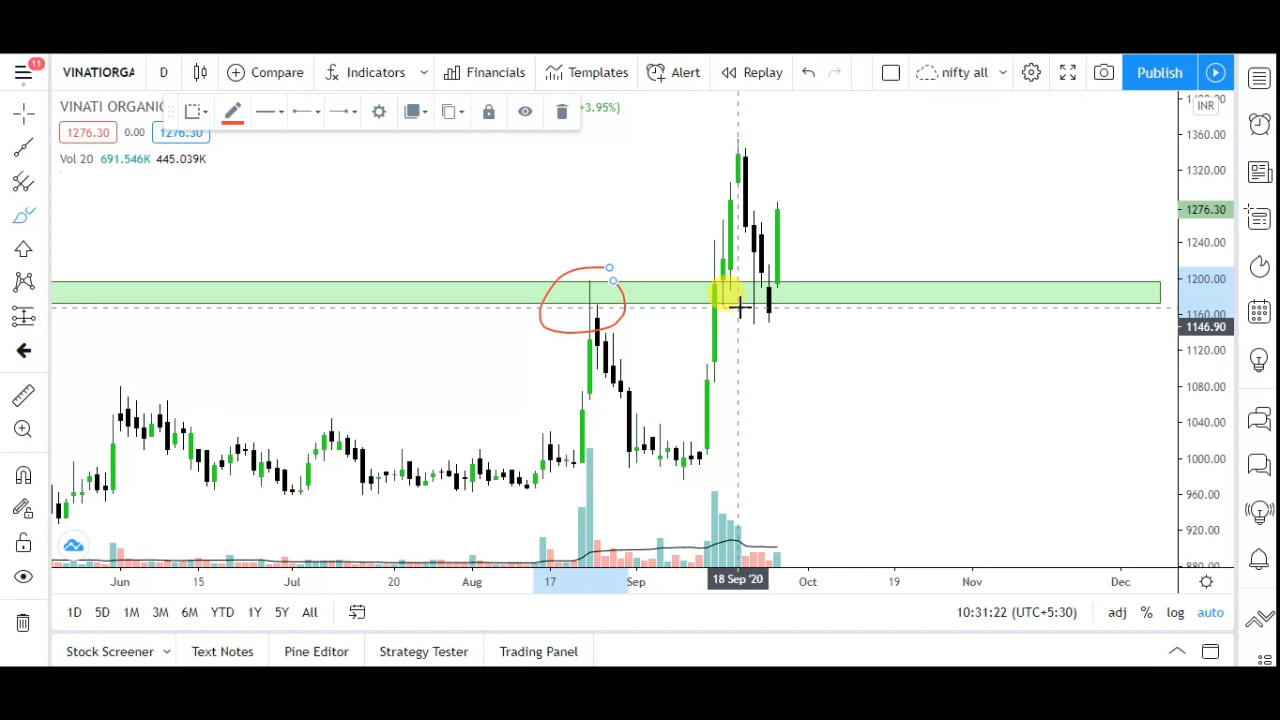 11
VINATIORGA D Compare Indicators Financials Templates Alert Replay nifty all Publish
VINATI ORGANIC +3.95%)
INR
1276.30 0.00 1276.30
Vol 20 691.546K 445.039K
1360.00
1320.00
1276.30
1240.00
1200.00
1160.00
1146.90
1120.00
1080.00
1040.00
1000.00
960.00
920.00
Jun 15 Jul 20 Aug 17 Sep 18 Sep '20 Oct 19 Nov Dec
1D 5D 1M 3M 6M YTD 1Y 5Y All 10:31:22 (UTC+5:30) adj % log auto
Stock Screener Text Notes Pine Editor Strategy Tester Trading Panel